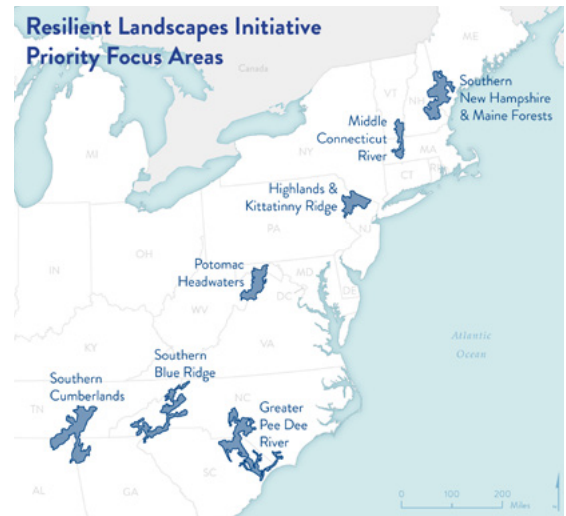 Resilient Landscapes Initiative
Priority Focus Areas
Canada
ME
Southern
New Hampshire
& Maine Forests
VT
NH
Middle
Connecticut
River
MA
NY
CT
RI
MI
Highlands &
Kittatinny Ridge
PA
NJ
OH
IN
Potomac
Headwaters
MD
DE
DC
WV
Atlantic
Ocean
VA
KY
Southern
Blue Ridge
Southern
Cumberlands
TN
NC
Greater
Pee Dee
River
SC
AL
GA
0
100
200
Miles